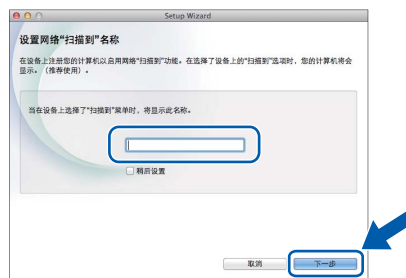 Setup Wizard
设置网络“扫描到”名称
在设备上注册您的计算机以启用网络“扫描到”功能。在选择了设备上的“扫描到”选项时，您的计算机将会
显示。（推荐使用）。
当在设备上选择了“扫描到”菜单时，将显示此名称。
稍后设置
取消
下一步